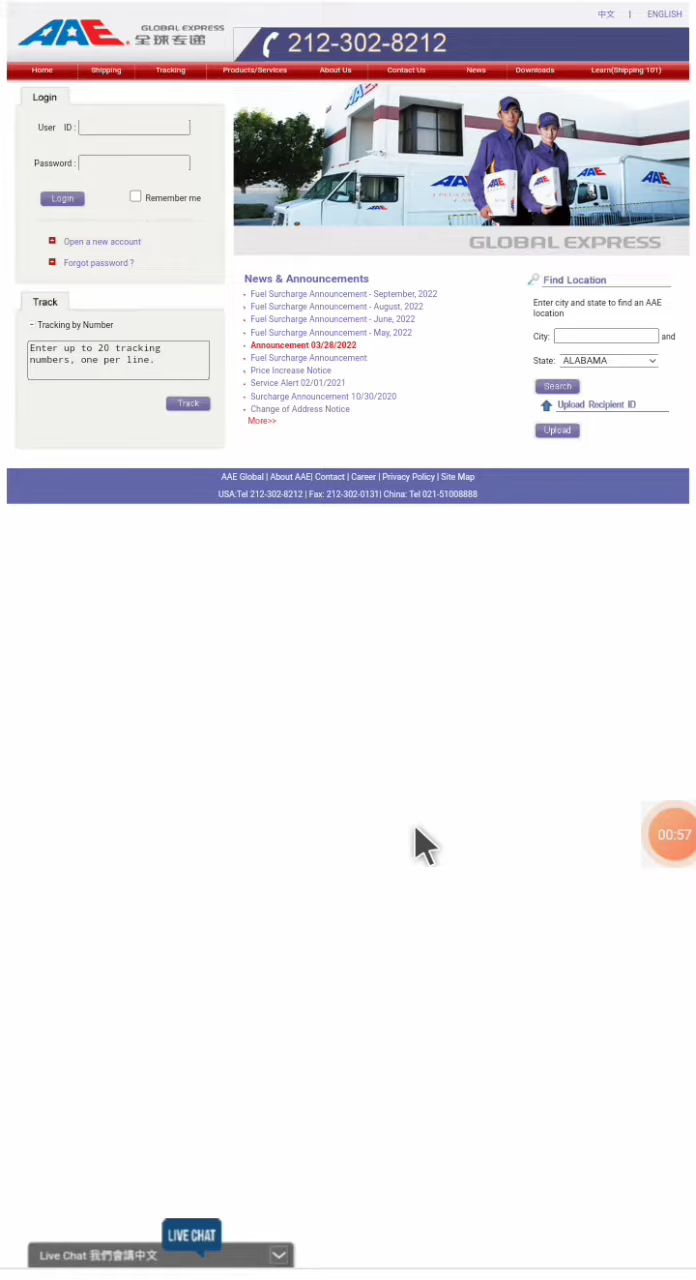 中文 | ENGLISH
AAE. GLOBAL EXPRESS
全球专递
212-302-8212
Home Shipping Tracking Products/Services About Us Contact Us News Downloads Learn(Shipping 101)
Login
User ID :
Password :
Login Remember me
Open a new account
Forgot password ?
Track
- Tracking by Number
Enter up to 20 tracking
numbers, one per line.
Track
AAE
AAE AAE AAE AAE AAE
GLOBAL EXPRESS
News & Announcements
Fuel Surcharge Announcement - September, 2022
Fuel Surcharge Announcement - August, 2022
Fuel Surcharge Announcement - June, 2022
Fuel Surcharge Announcement - May, 2022
Announcement 03/28/2022
Fuel Surcharge Announcement
Price Increase Notice
Service Alert 02/01/2021
Surcharge Announcement 10/30/2020
Change of Address Notice
More>>
Find Location
Enter city and state to find an AAE
location
City: and
State: ALABAMA
Search
Upload Recipient ID
Upload
AAE Global | About AAE| Contact | Career | Privacy Policy | Site Map
USA:Tel 212-302-8212 | Fax: 212-302-0131| China: Tel 021-51008888
00:57
LIVE CHAT
Live Chat 我們會講中文